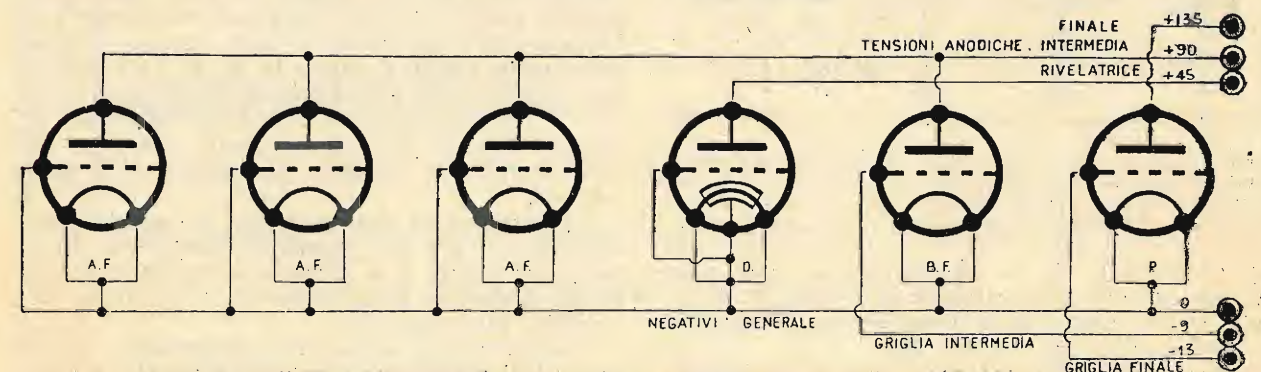 FINALE +135
TENSIONI ANODICHE. INTERMEDIA +90
RIVELATRICE +45
A.F.
A.F.
A.F.
D.
B.F.
P.
0
NEGATIVI GENERALE
-9
GRIGLIA INTERMEDIA
-13
GRIGLIA FINALE